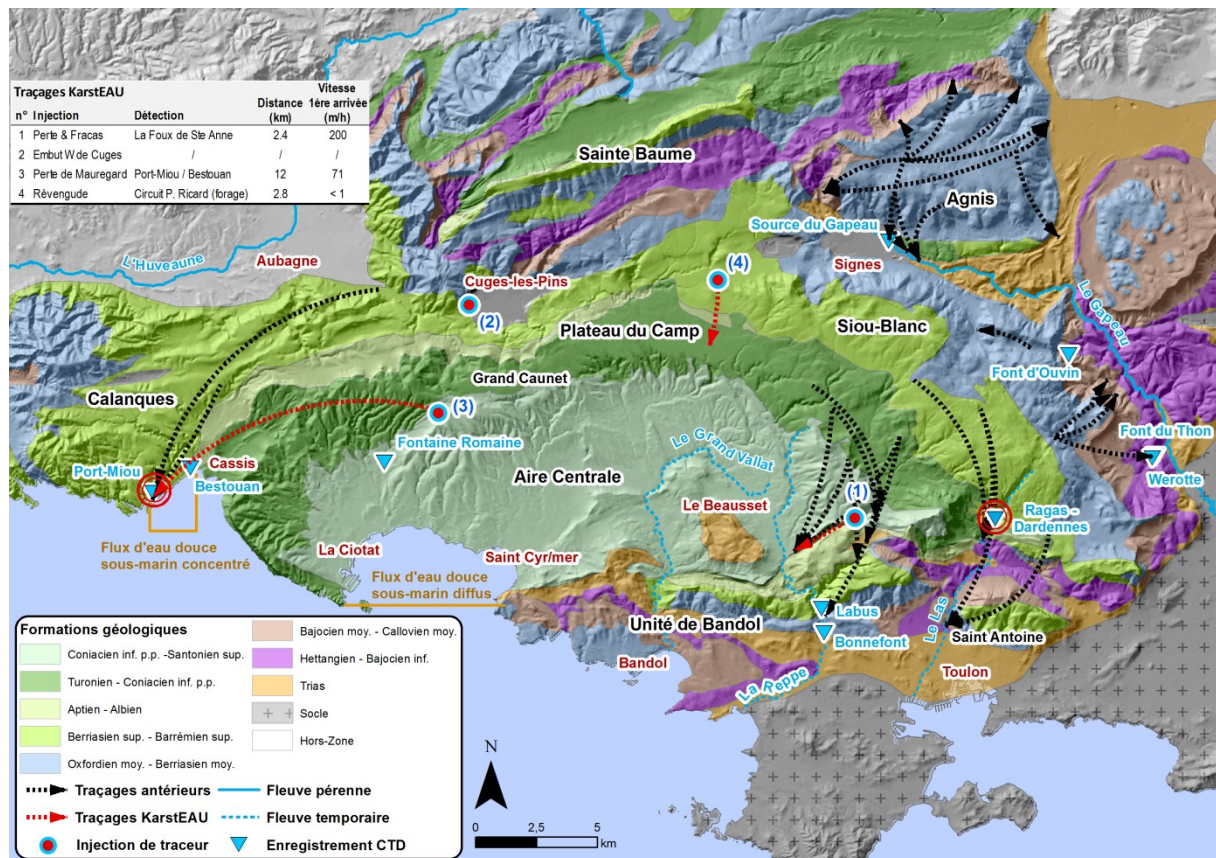 Traçages KarstEAU
n° Injection Détection Distance (km) Vitesse 1ère arrivée (m/h)
1 Perte & Fracas La Foux de Ste Anne 2.4 200
2 Embut W de Cuges / / /
3 Perte de Mauregard Port-Miou / Bestouan 12 71
4 Révengude Circuit P. Ricard (forage) 2.8 < 1
Sainte Baume
Agnis
Source du Gapeau
Signes
L'Huveaune
Aubagne
Cuges-les-Pins
(2)
(4)
Le Gapeau
Plateau du Camp
Siou-Blanc
Font d'Ouvin
Grand Caunet
Calanques
(3)
Fontaine Romaine
Font du Thon
Werotte
Port-Miou
Cassis
Bestouan
Aire Centrale
Le Grand Vallat
Le Beausset
(1)
Ragas -
Dardennes
Flux d'eau douce
sous-marin concentré
La Ciotat
Saint Cyr/mer
Flux d'eau douce
sous-marin diffus
Labus
Bonnefont
Unité de Bandol
Le Las
Saint Antoine
Bandol
La Reppe
Toulon
Formations géologiques
Coniacien inf. p.p. -Santonien sup.
Turonien - Coniacien inf. p.p.
Aptien - Albien
Berriasien sup. - Barrémien sup.
Oxfordien moy. - Berriasien moy.
Bajocien moy. - Callovien moy.
Hettangien - Bajocien inf.
Trias
Socle
Hors-Zone
Traçages antérieurs
Traçages KarstEAU
Injection de traceur
Fleuve pérenne
Fleuve temporaire
Enregistrement CTD
N
0 2,5 5
km